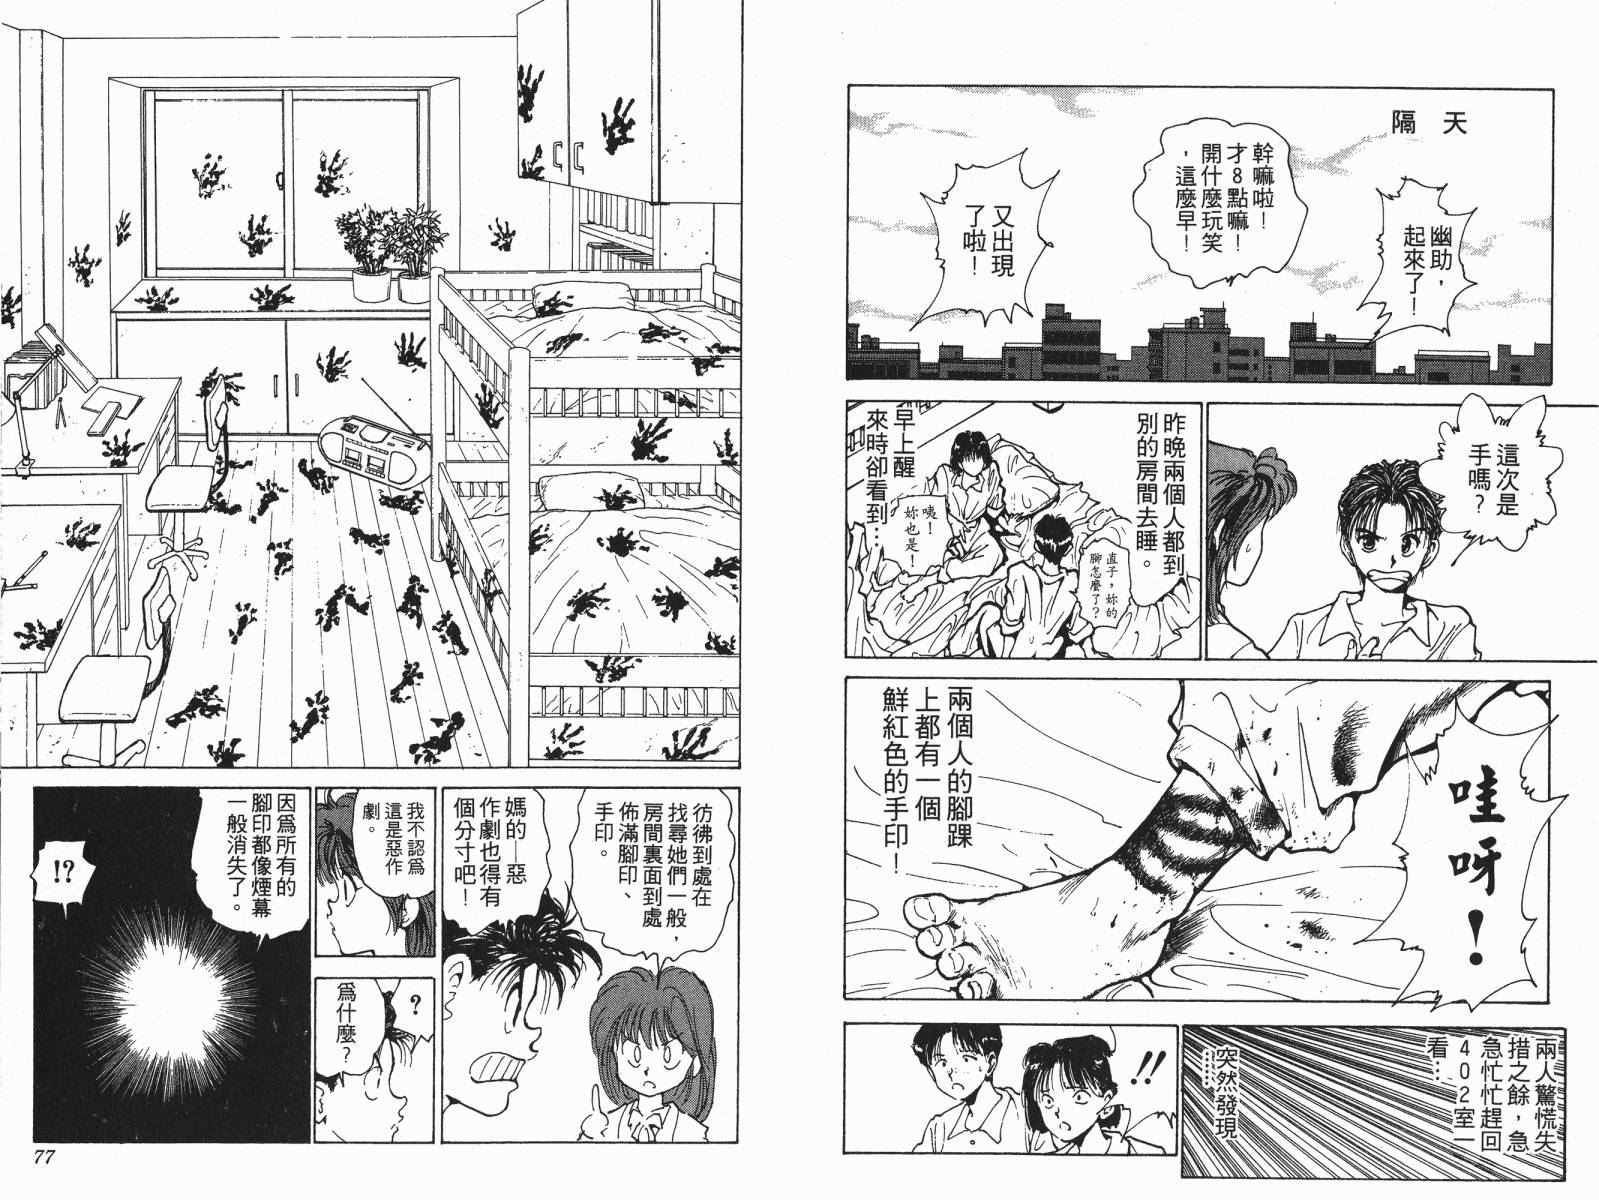 隔天
幽助，
起來了！
幹嘛啦！
才8點嘛！
開什麼玩笑
，這麼早！
又出現
了啦！
這次是
手嗎？
昨晚兩個人都到
別的房間去睡。
早上醒
來時卻看到…
直子，妳的
腳怎麼了？
咦！
妳也是！
哇呀！
兩個人的腳踝
上都有一個
鮮紅色的手印！
兩人驚慌失
措之餘，急
急忙忙趕回
402室一
看…
突然發現
……
!!
彷彿到處在
找尋她們一般，
房間裏面到處
佈滿腳印、
手印。
媽的─惡
作劇也得有
個分寸吧！
我不認為
這是惡作
劇。
？
為什麼？
因為所有的
腳印都像煙幕
一般消失了。
!?
77